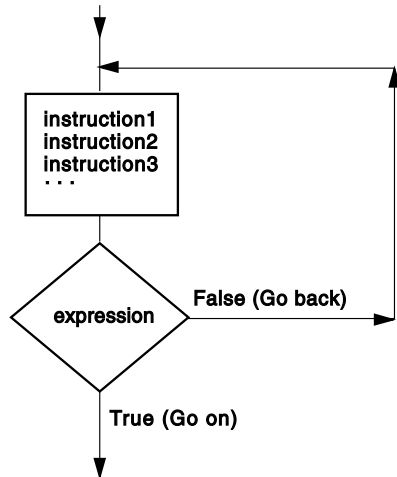 instruction1
instruction2
instruction3
...
expression
False (Go back)
True (Go on)